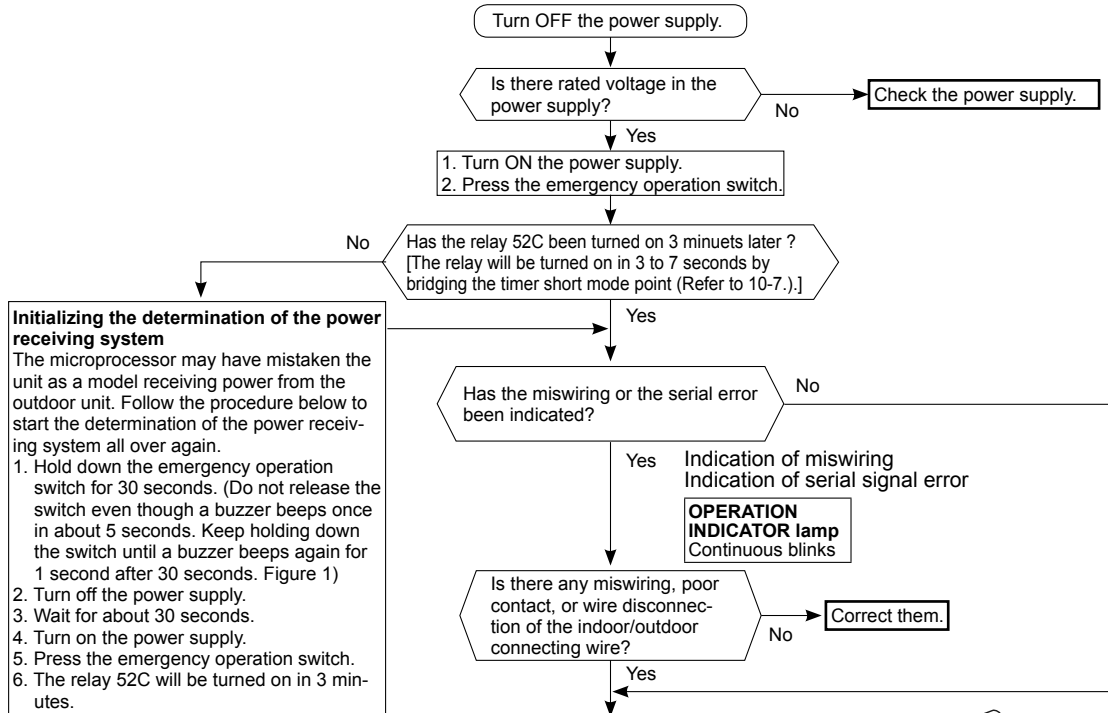 Turn OFF the power supply.
Is there rated voltage in the
power supply?
No
Check the power supply.
Yes
1. Turn ON the power supply.
2. Press the emergency operation switch.
No
Has the relay 52C been turned on 3 minuets later ?
[The relay will be turned on in 3 to 7 seconds by
bridging the timer short mode point (Refer to 10-7.).]
Yes
Initializing the determination of the power
receiving system
The microprocessor may have mistaken the
unit as a model receiving power from the
outdoor unit. Follow the procedure below to
start the determination of the power receiv-
ing system all over again.
1. Hold down the emergency operation
switch for 30 seconds. (Do not release the
switch even though a buzzer beeps once
in about 5 seconds. Keep holding down
the switch until a buzzer beeps again for
1 second after 30 seconds. Figure 1)
2. Turn off the power supply.
3. Wait for about 30 seconds.
4. Turn on the power supply.
5. Press the emergency operation switch.
6. The relay 52C will be turned on in 3 min-
utes.
Has the miswiring or the serial error
been indicated?
No
Yes
Indication of miswiring
Indication of serial signal error
OPERATION
INDICATOR lamp
Continuous blinks
Is there any miswiring, poor
contact, or wire disconnec-
tion of the indoor/outdoor
connecting wire?
No
Correct them.
Yes